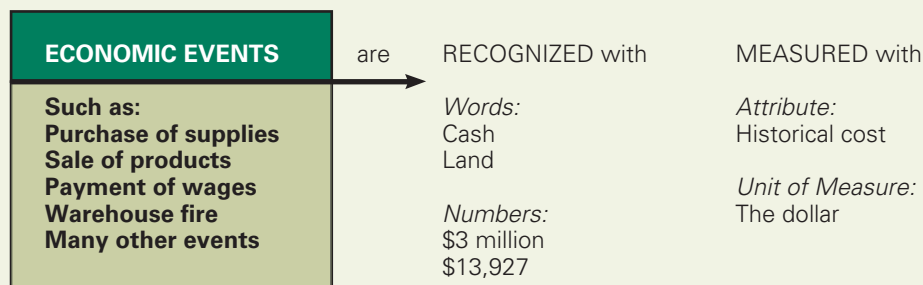 ECONOMIC EVENTS
Such as:
Purchase of supplies
Sale of products
Payment of wages
Warehouse fire
Many other events
are
RECOGNIZED with
Words:
Cash
Land
Numbers:
$3 million
$13,927
MEASURED with
Attribute:
Historical cost
Unit of Measure:
The dollar